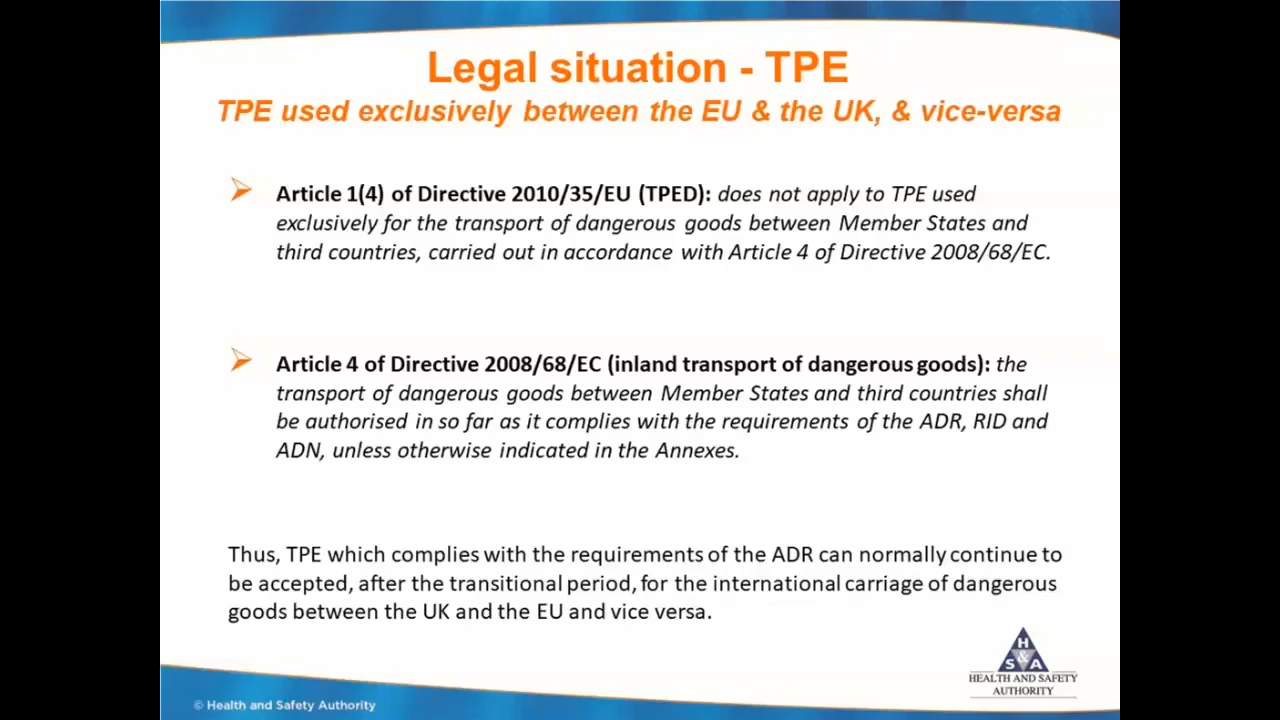 Legal situation - TPE
TPE used exclusively between the EU & the UK, & vice-versa
Article 1(4) of Directive 2010/35/EU (TPED): does not apply to TPE used
exclusively for the transport of dangerous goods between Member States and
third countries, carried out in accordance with Article 4 of Directive 2008/68/EC.
Article 4 of Directive 2008/68/EC (inland transport of dangerous goods): the
transport of dangerous goods between Member States and third countries shall
be authorised in so far as it complies with the requirements of the ADR, RID and
ADN, unless otherwise indicated in the Annexes.
Thus, TPE which complies with the requirements of the ADR can normally continue to
be accepted, after the transitional period, for the international carriage of dangerous
goods between the UK and the EU and vice versa.
H
S & A
HEALTH AND SAFETY
AUTHORITY
© Health and Safety Authority